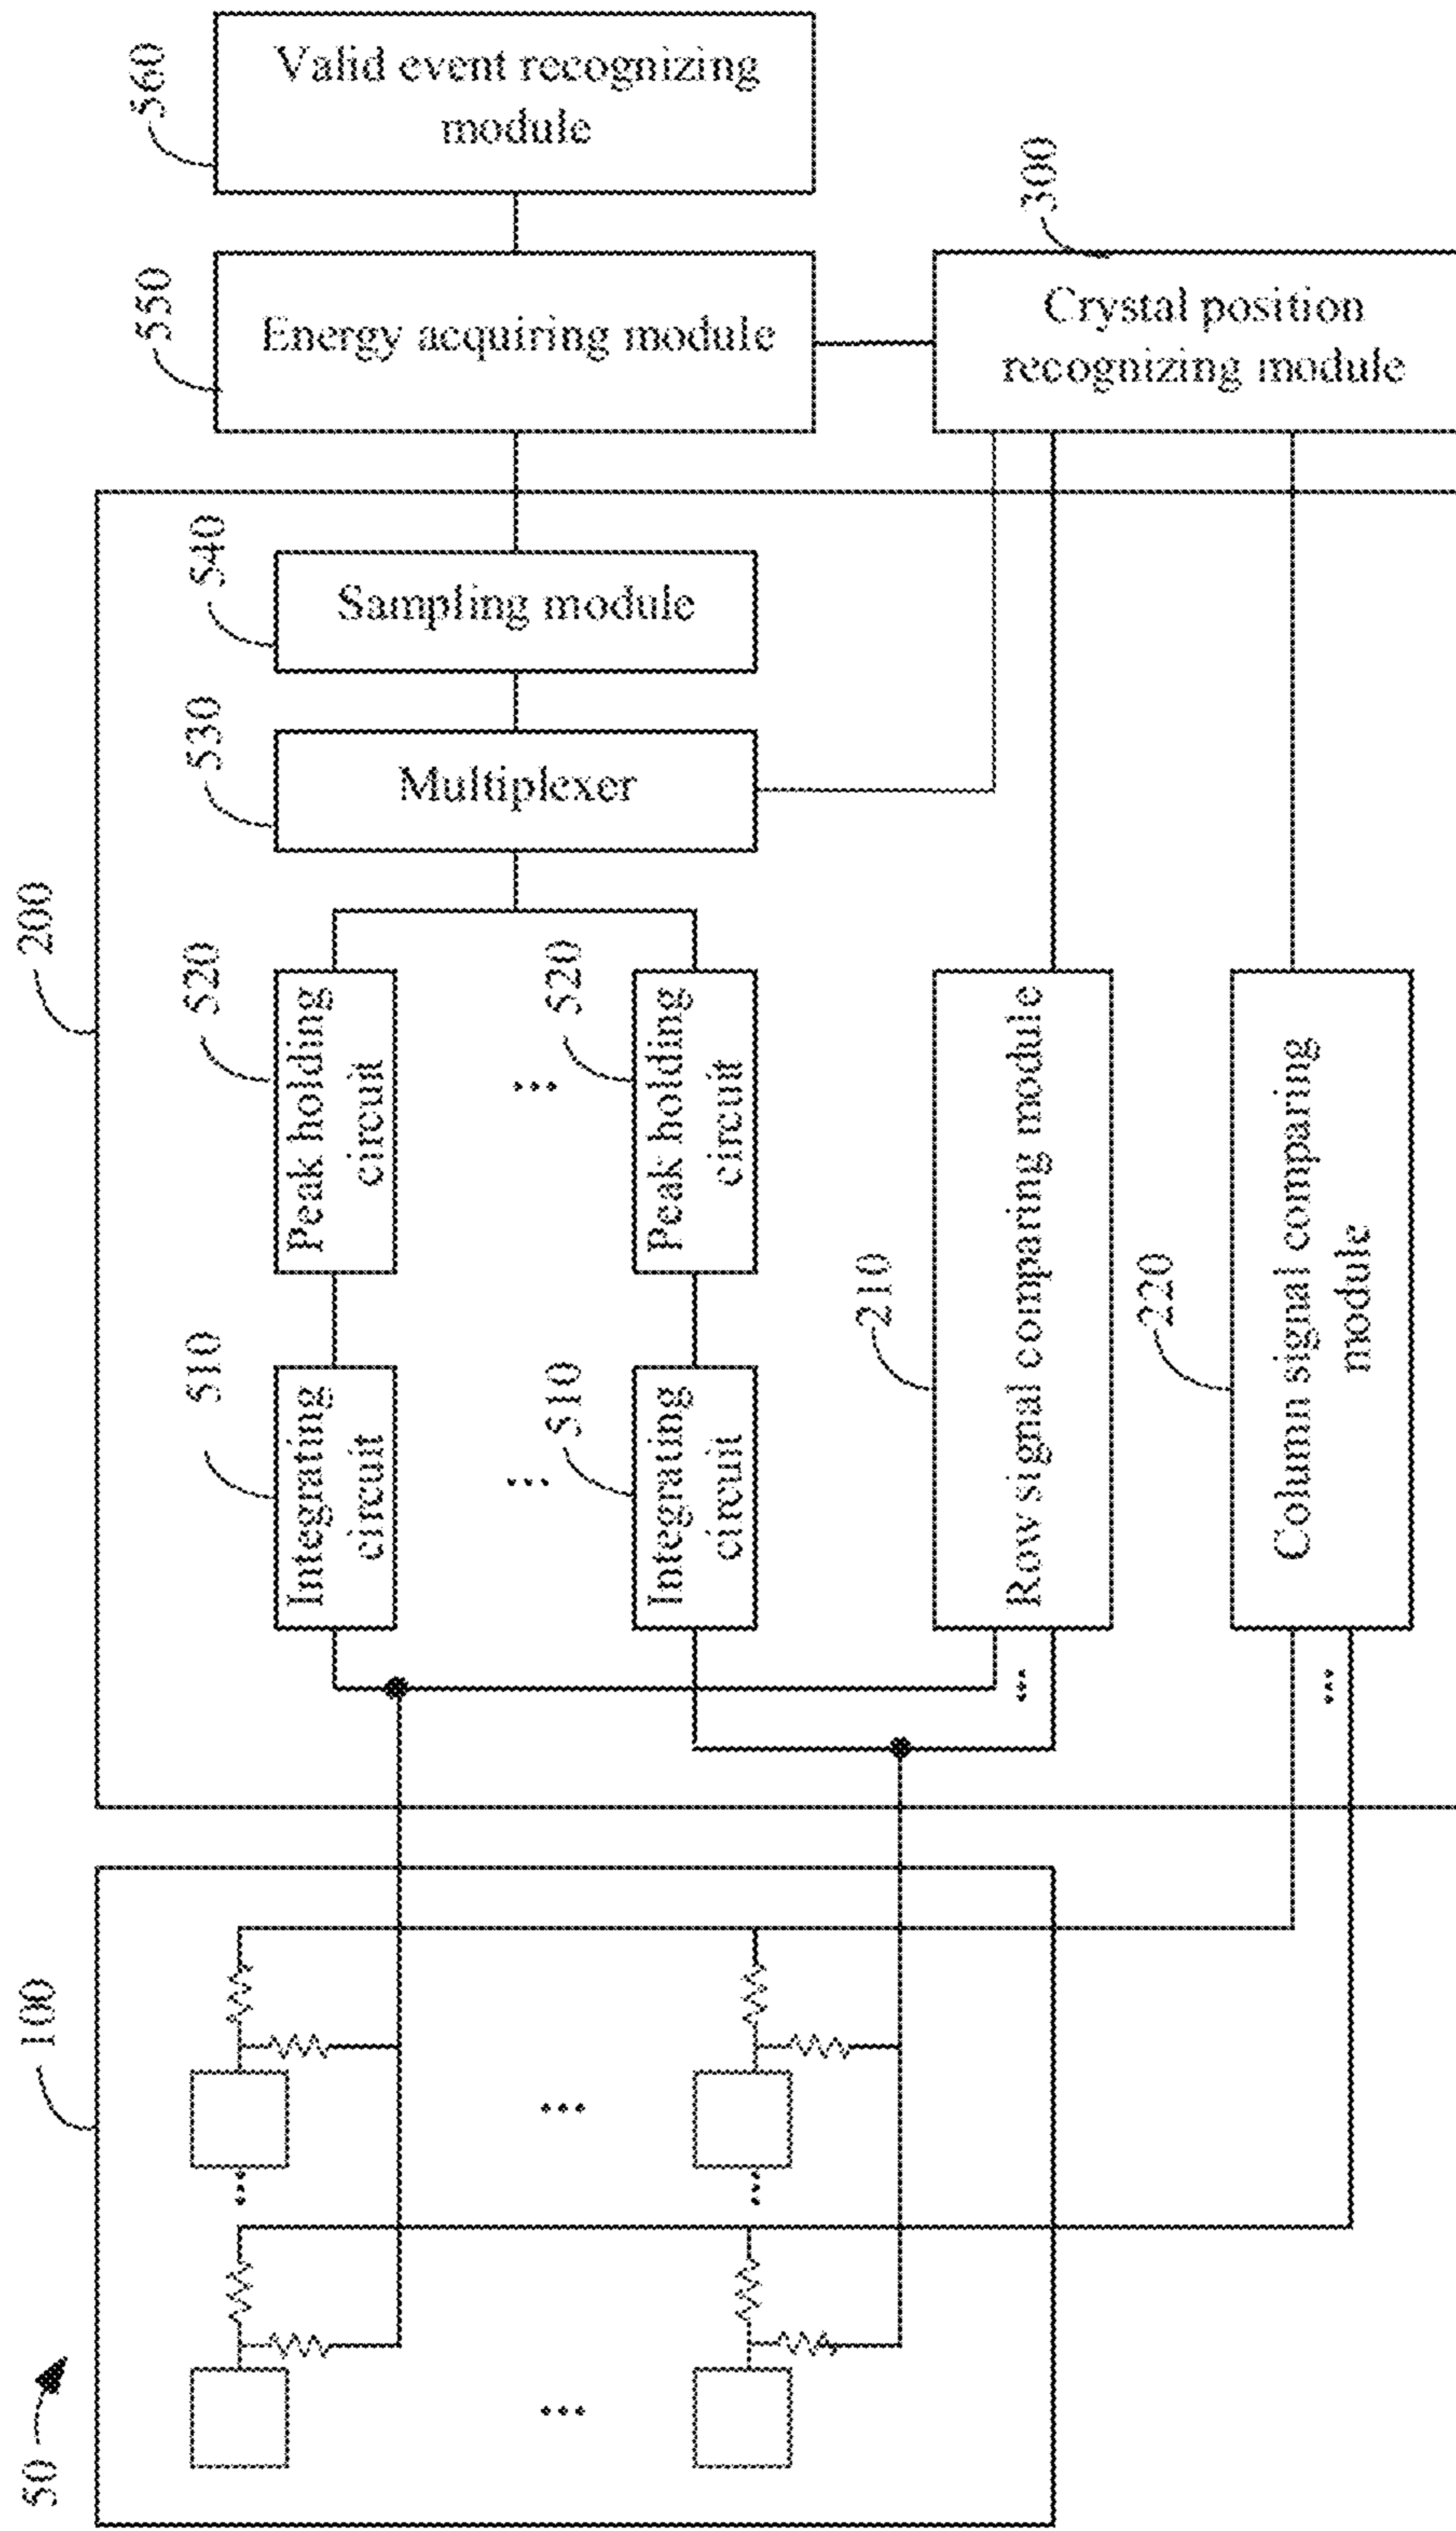 50
100
200
510
520
530
540
550
560
Integrating
circuit
Peak holding
circuit
Multiplexer
Sampling module
Energy acquiring module
Valid event recognizing
module
...
...
...
...
...
...
510
520
Integrating
circuit
Peak holding
circuit
300
Crystal position
recognizing module
210
Row signal comparing module
...
220
Column signal comparing
module
...